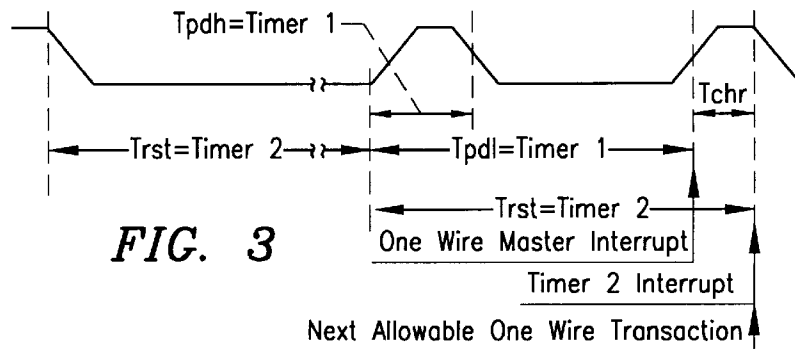 Tpdh=Timer 1
Tchr
Trst=Timer 2
Tpdl=Timer 1
Trst=Timer 2
FIG. 3
One Wire Master Interrupt
Timer 2 Interrupt
Next Allowable One Wire Transaction